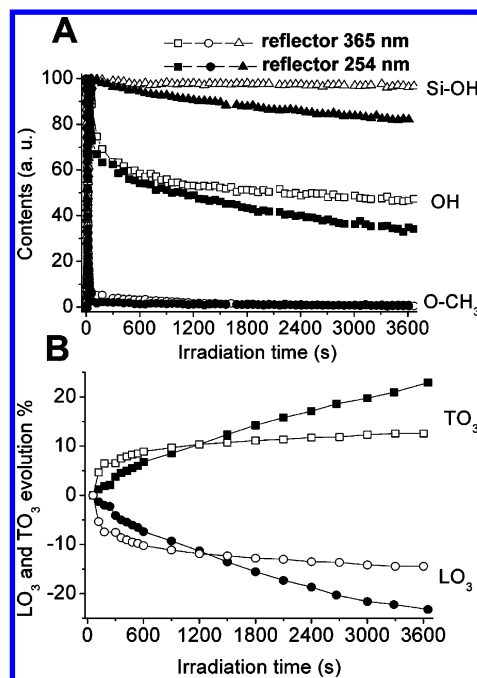 A
reflector 365 nm
reflector 254 nm
100
80
60
40
20
0
Contents (a. u.)
Si-OH
OH
O-CH₃
0 600 1200 1800 2400 3000 3600
Irradiation time (s)
B
20
10
0
-10
-20
LO₃ and TO₃ evolution %
TO₃
LO₃
0 600 1200 1800 2400 3000 3600
Irradiation time (s)